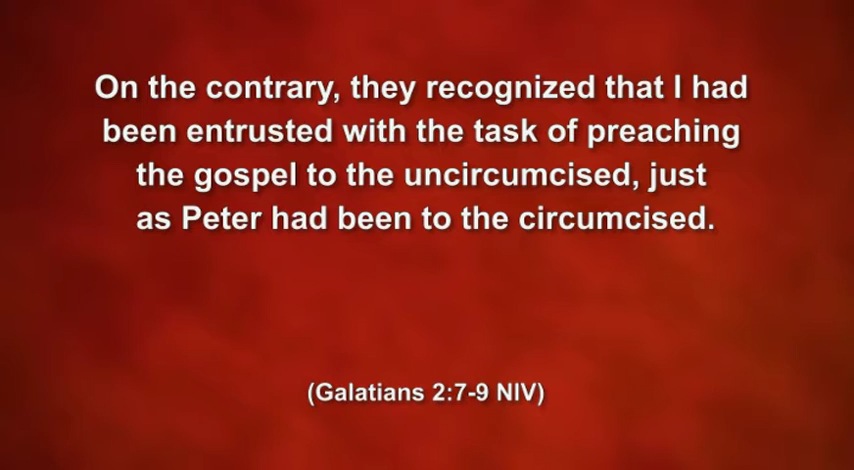 On the contrary, they recognized that I had
been entrusted with the task of preaching
the gospel to the uncircumcised, just
as Peter had been to the circumcised.
(Galatians 2:7-9 NIV)